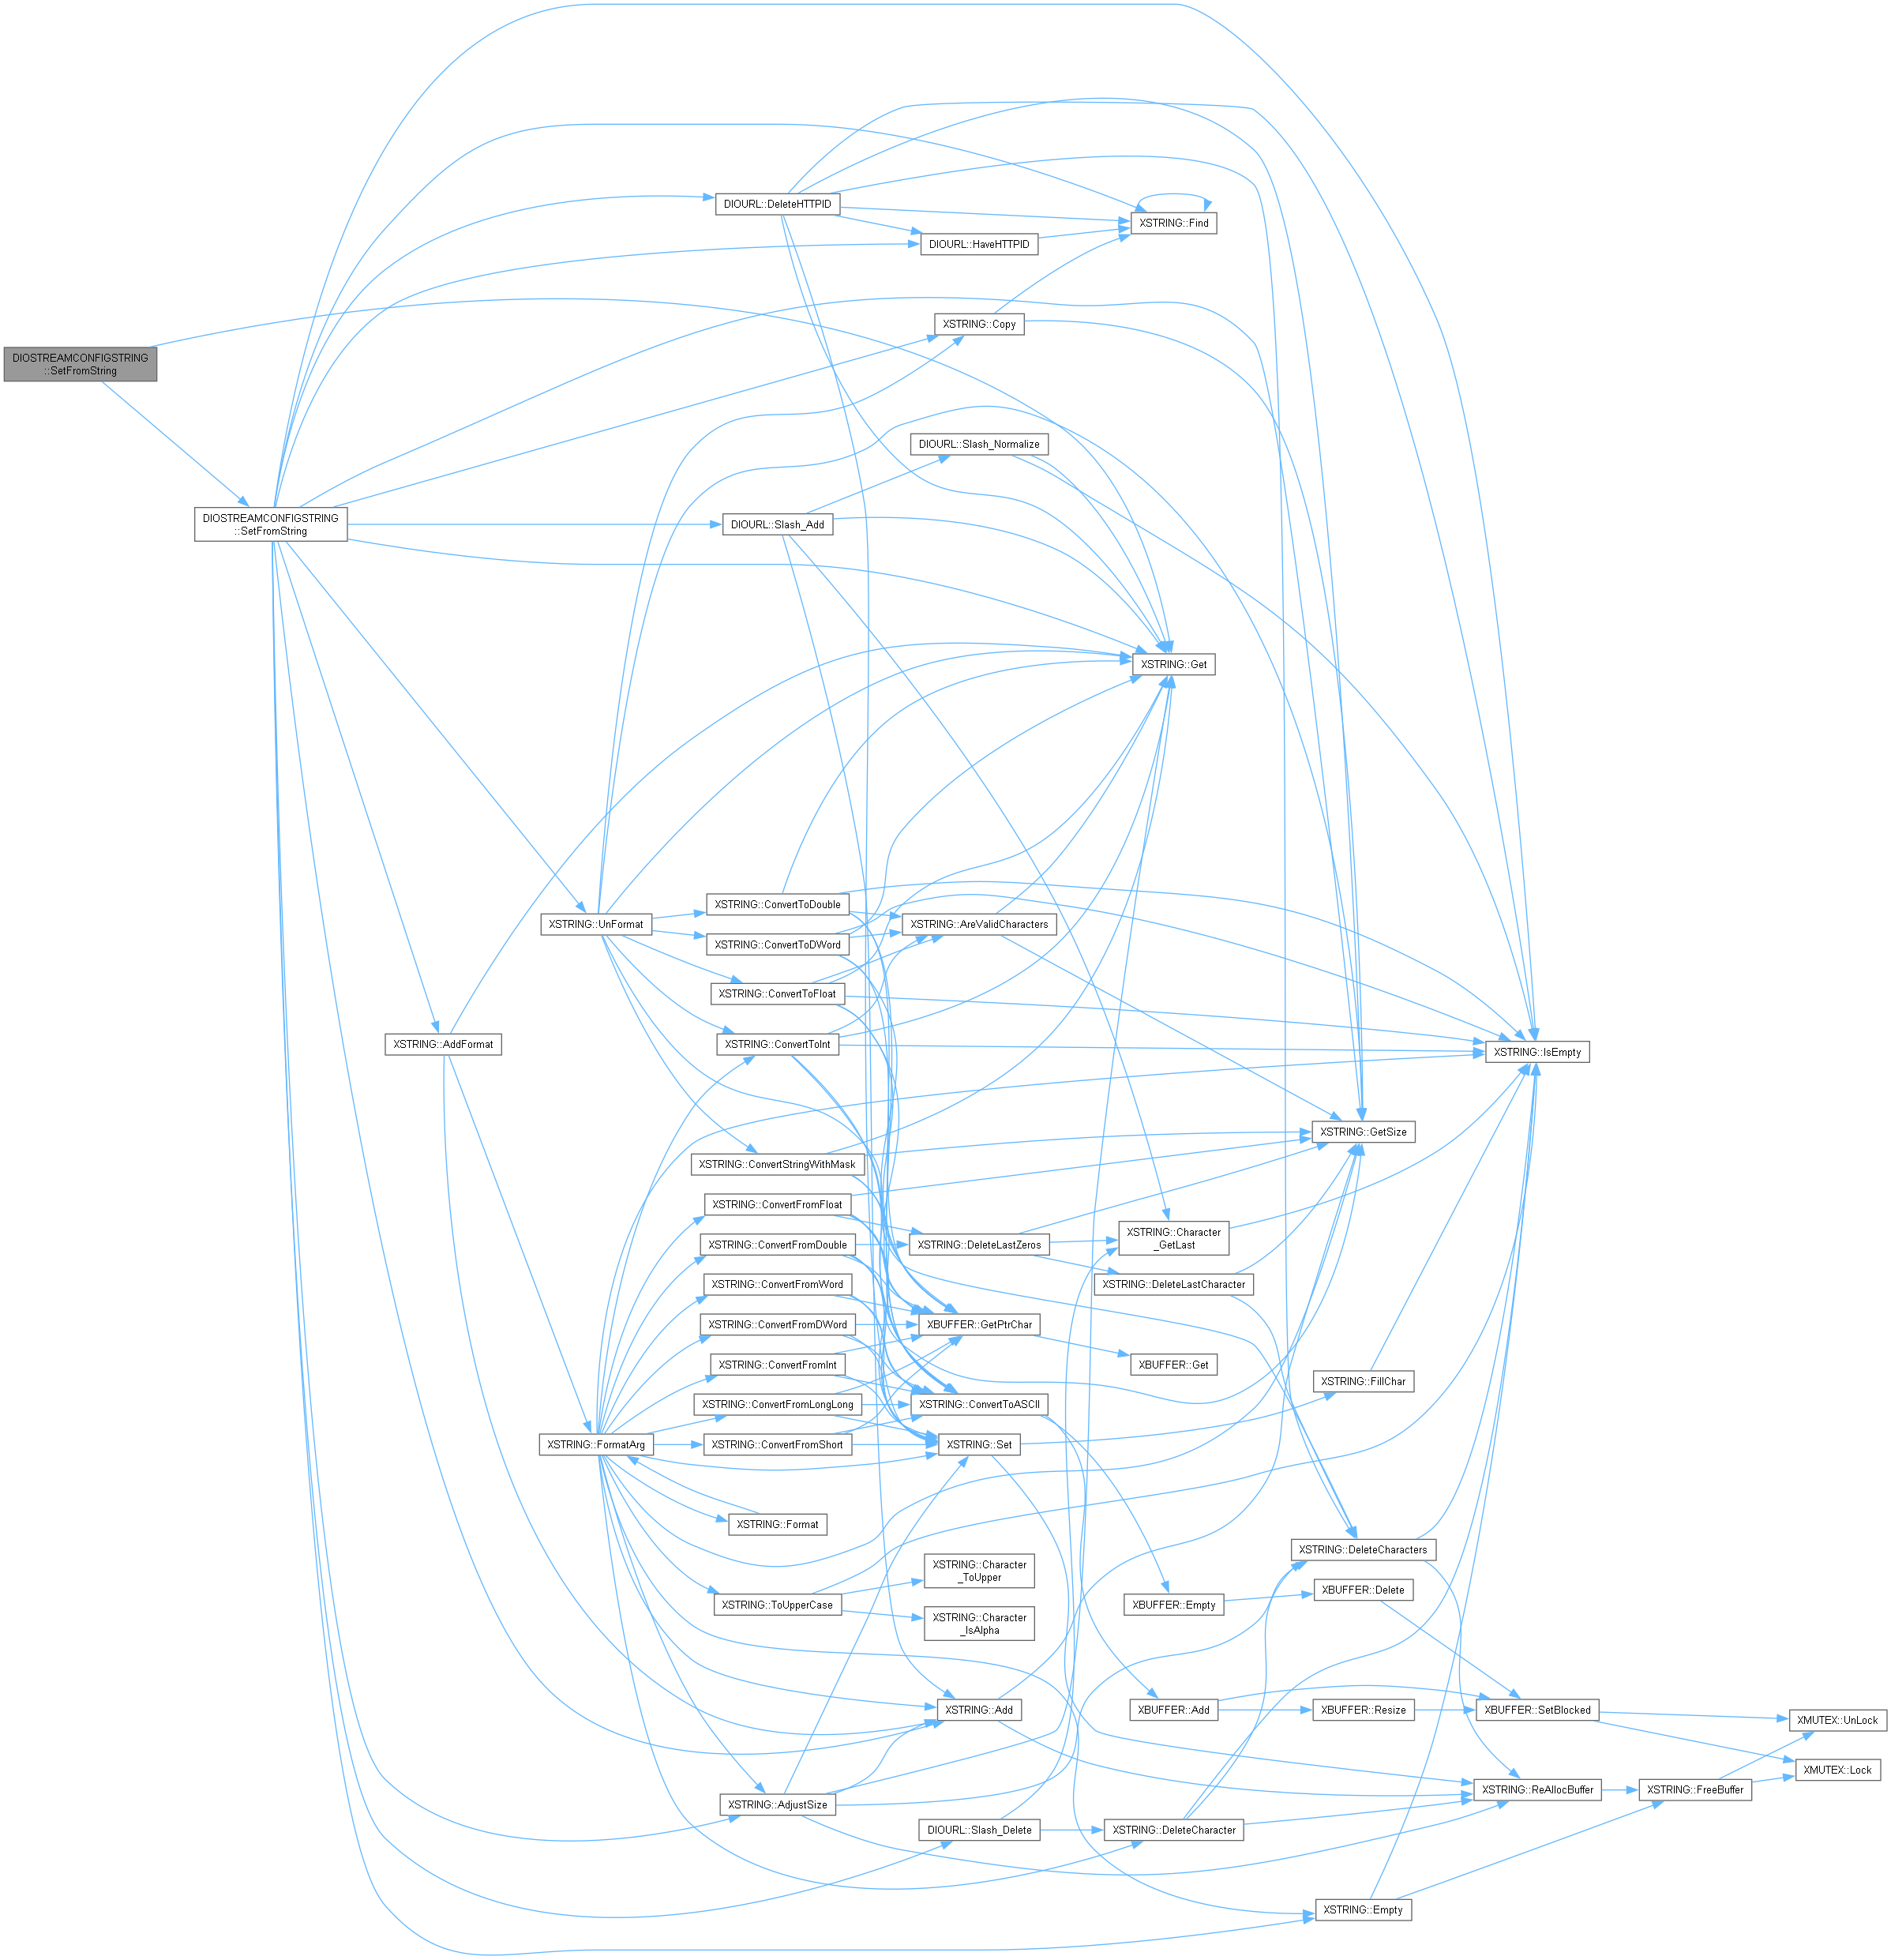 DIOSTREAMCONFIGSTRING
::SetFromString
DIOSTREAMCONFIGSTRING
::SetFromString
XSTRING::AddFormat
XSTRING::UnFormat
XSTRING::FormatArg
DIOURL::DeleteHTTPID
DIOURL::Slash_Add
XSTRING::ConvertToDouble
XSTRING::ConvertToDWord
XSTRING::ConvertToFloat
XSTRING::ConvertToInt
XSTRING::ConvertStringWithMask
XSTRING::ConvertFromFloat
XSTRING::ConvertFromDouble
XSTRING::ConvertFromWord
XSTRING::ConvertFromDWord
XSTRING::ConvertFromInt
XSTRING::ConvertFromLongLong
XSTRING::ConvertFromShort
XSTRING::Format
XSTRING::ToUpperCase
XSTRING::AdjustSize
DIOURL::HaveHTTPID
XSTRING::Copy
DIOURL::Slash_Normalize
XSTRING::AreValidCharacters
XSTRING::DeleteLastZeros
XBUFFER::GetPtrChar
XSTRING::ConvertToASCII
XSTRING::Set
XSTRING::Character
_ToUpper
XSTRING::Character
_IsAlpha
XSTRING::Add
DIOURL::Slash_Delete
XSTRING::Find
XSTRING::Get
XSTRING::Character
_GetLast
XSTRING::DeleteLastCharacter
XBUFFER::Get
XBUFFER::Empty
XBUFFER::Add
XSTRING::DeleteCharacter
XSTRING::GetSize
XSTRING::FillChar
XSTRING::DeleteCharacters
XBUFFER::Delete
XBUFFER::Resize
XSTRING::Empty
XSTRING::IsEmpty
XBUFFER::SetBlocked
XSTRING::ReAllocBuffer
XSTRING::FreeBuffer
XMUTEX::UnLock
XMUTEX::Lock